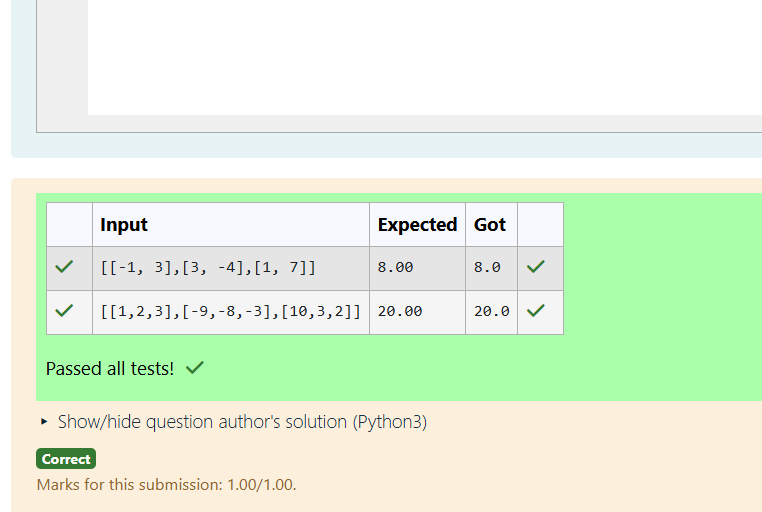 Input Expected Got
[[-1, 3],[3, -4],[1, 7]] 8.00 8.0
[[1,2,3],[-9,-8,-3],[10,3,2]] 20.00 20.0
Passed all tests!
Show/hide question author's solution (Python3)
Correct
Marks for this submission: 1.00/1.00.